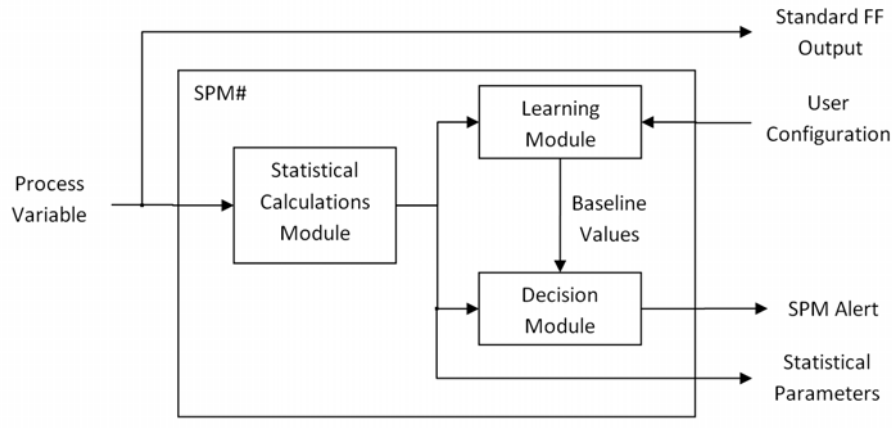 Standard FF
Output
SPM#
Learning
Module
User
Configuration
Statistical
Calculations
Module
Process
Variable
Baseline
Values
Decision
Module
SPM Alert
Statistical
Parameters